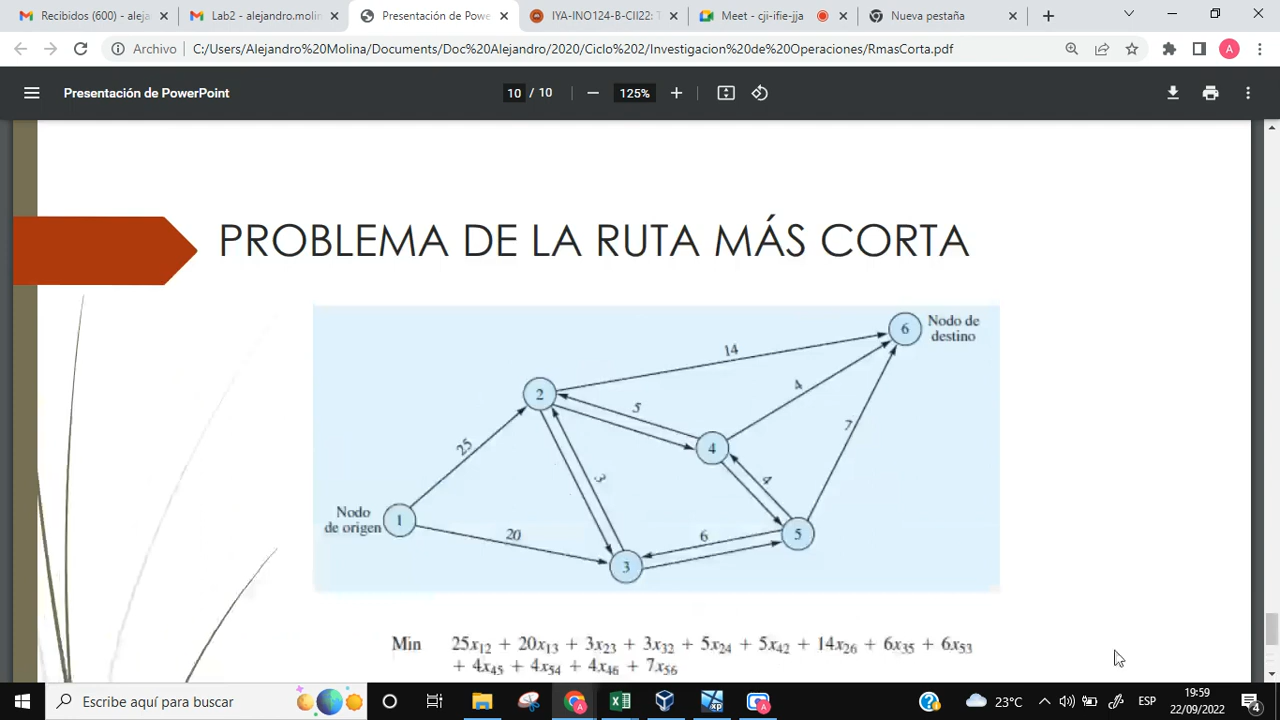 Recibidos (600) - aleja
Lab2 - alejandro.molin
Presentación de Powe
IYA-INO124-B-CII22: T
Meet - cji-ifie-jja
Nueva pestaña
Archivo
C:/Users/Alejandro%20Molina/Documents/Doc%20Alejandro/2020/Ciclo%202/Investigacion%20de%20Operaciones/RmasCorta.pdf
A
Presentación de PowerPoint
10 / 10
125%
PROBLEMA DE LA RUTA MÁS CORTA
6
Nodo de
destino
14
2
4
5
4
7
25
3
4
Nodo
de origen
1
20
6
5
3
Min 25x₁₂ + 20x₁₃ + 3x₂₃ + 3x₃₂ + 5x₂₄ + 5x₄₂ + 14x₂₆ + 6x₃₅ + 6x₅₃
+ 4x₄₅ + 4x₅₄ + 4x₄₆ + 7x₅₆
Escribe aquí para buscar
23°C
ESP
19:59
22/09/2022
4